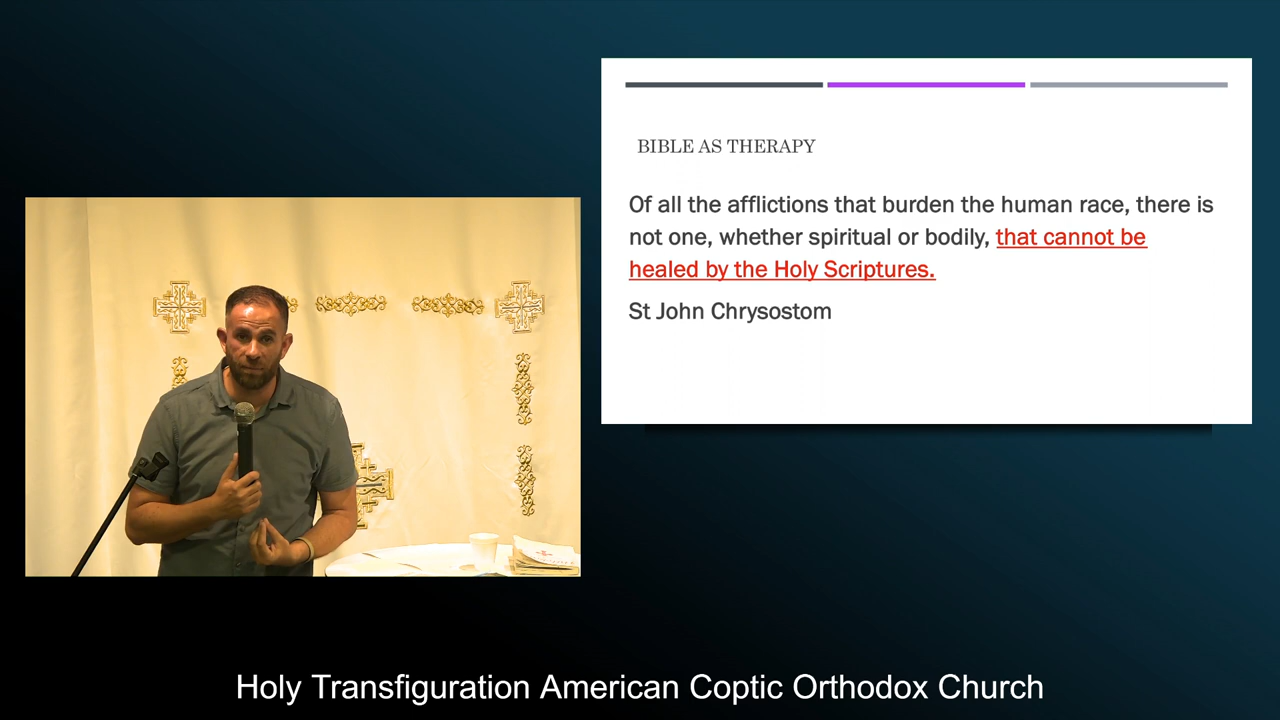 BIBLE AS THERAPY
Of all the afflictions that burden the human race, there is
not one, whether spiritual or bodily, that cannot be
healed by the Holy Scriptures.
St John Chrysostom
Holy Transfiguration American Coptic Orthodox Church